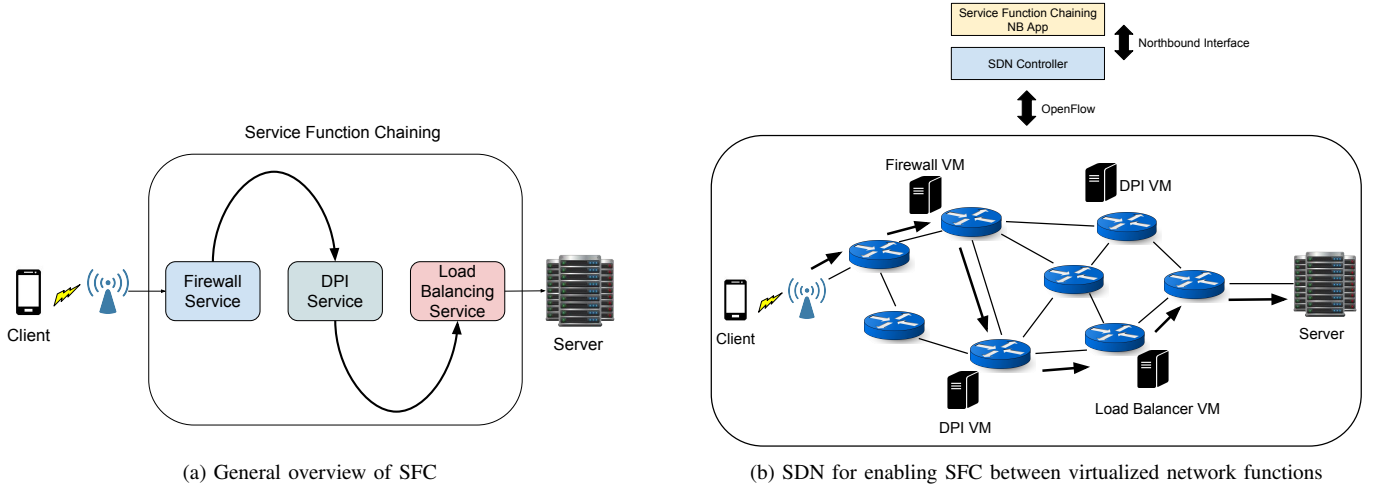 Service Function Chaining
Firewall
Service
DPI
Service
Load
Balancing
Service
Client
Server
(a) General overview of SFC
Service Function Chaining
NB App
Northbound Interface
SDN Controller
OpenFlow
Firewall VM
DPI VM
Client
Server
DPI VM
Load Balancer VM
(b) SDN for enabling SFC between virtualized network functions